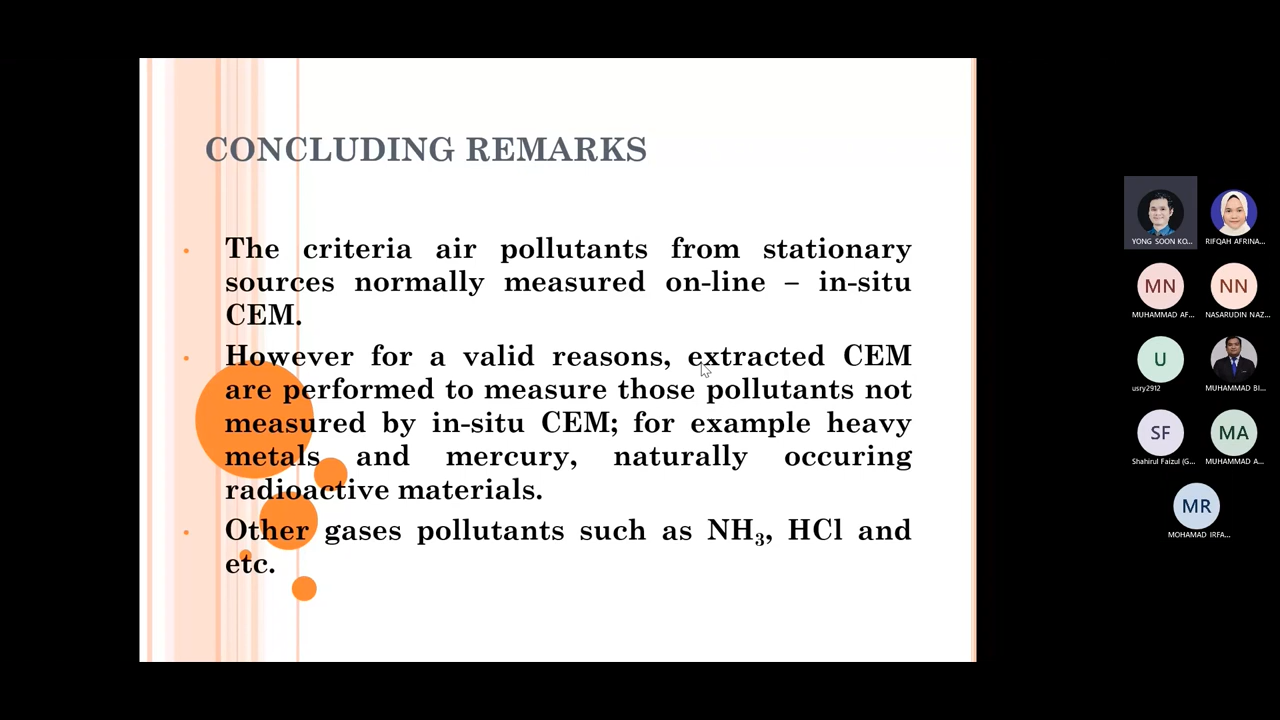 CONCLUDING REMARKS
• The criteria air pollutants from stationary
sources normally measured on-line – in-situ
CEM.
• However for a valid reasons, extracted CEM
are performed to measure those pollutants not
measured by in-situ CEM; for example heavy
metals and mercury, naturally occuring
radioactive materials.
• Other gases pollutants such as NH₃, HCl and
etc.
YONG SOON KO...
RIFQAH AFRINA...
MN
MUHAMMAD AF...
NN
NASARUDIN NAZ...
U
usry2912
MUHAMMAD BI...
SF
Shahirul Faizul (G...
MA
MUHAMMAD A...
MR
MOHAMAD IRFA...